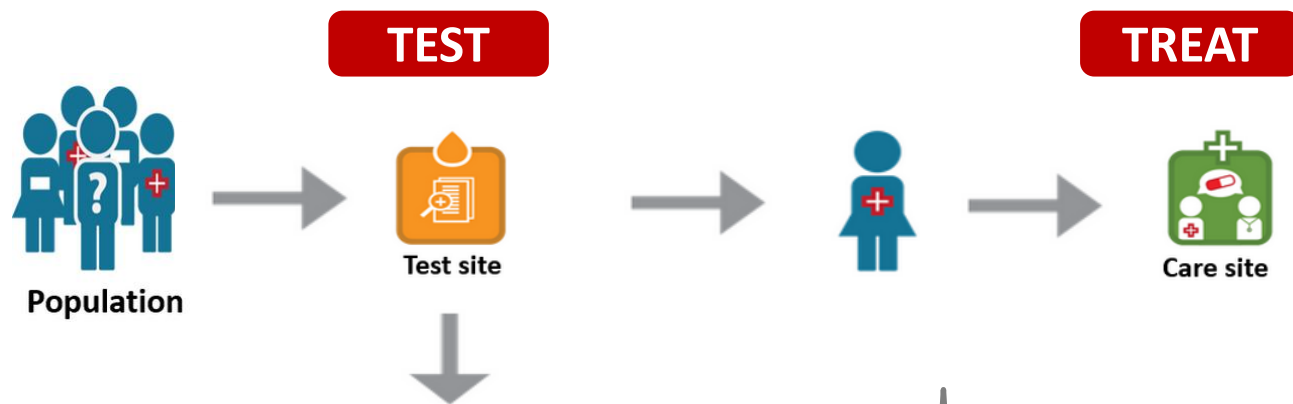 TEST
TREAT
?
Test site
Care site
Population